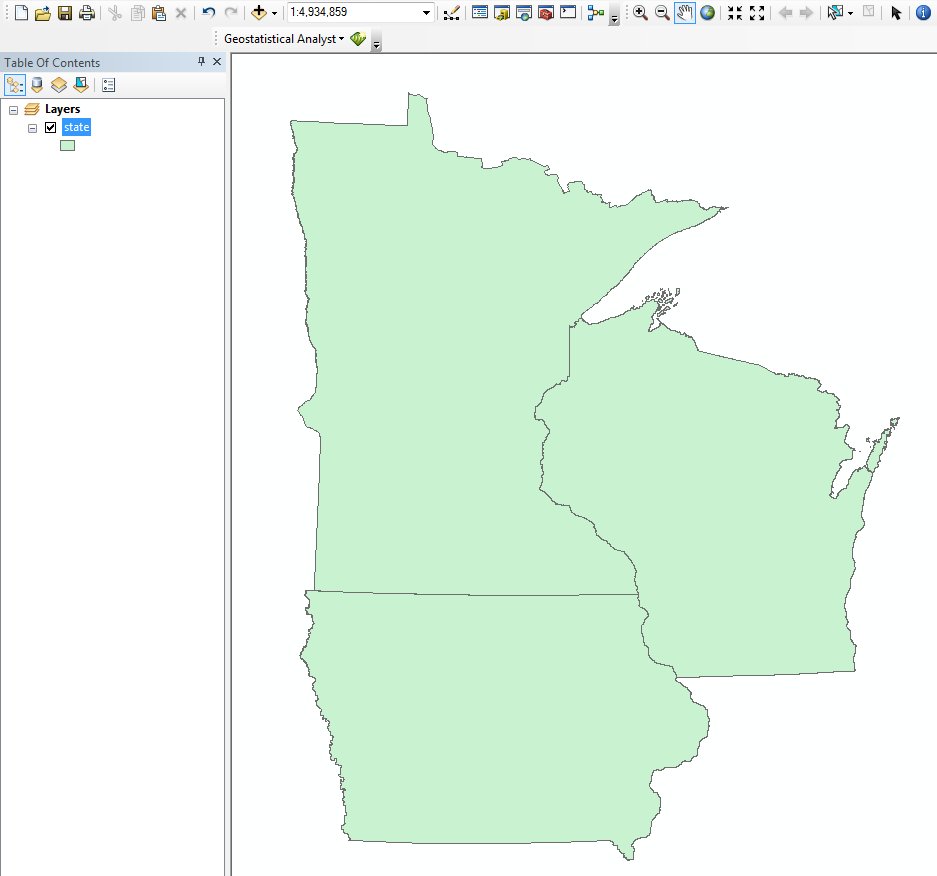 1:4,934,859
Geostatistical Analyst
Table Of Contents
Layers
state